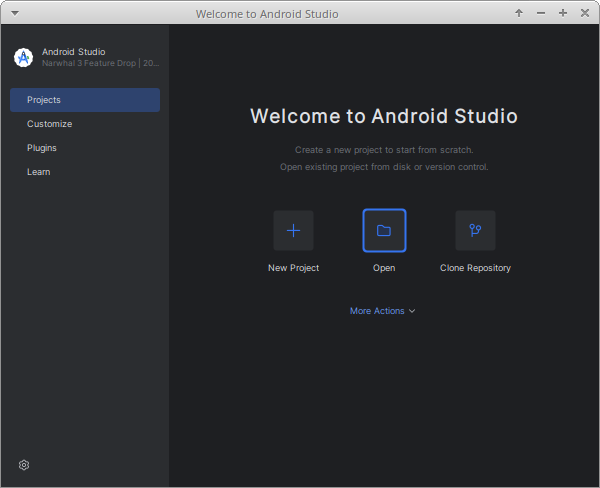 Welcome to Android Studio
Android Studio
Narwhal 3 Feature Drop | 20...
Projects
Customize
Plugins
Learn
Welcome to Android Studio
Create a new project to start from scratch.
Open existing project from disk or version control.
New Project
Open
Clone Repository
More Actions